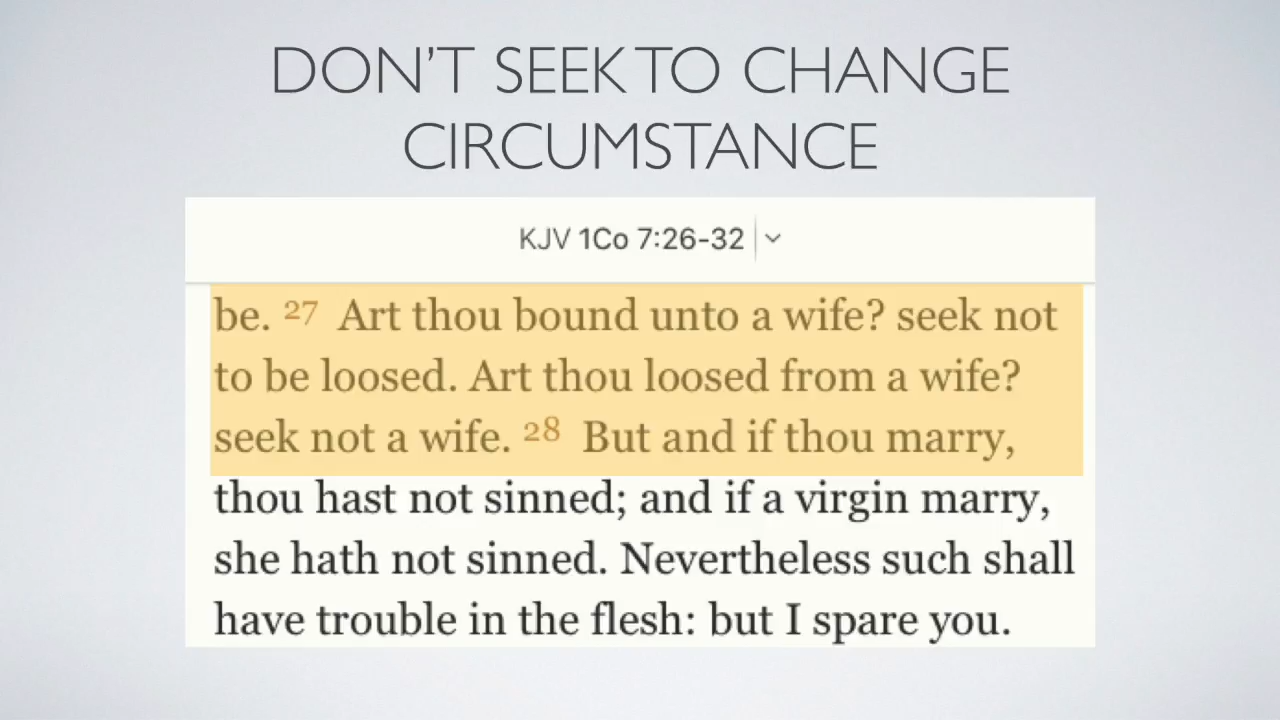 DON'T SEEK TO CHANGE
CIRCUMSTANCE
KJV 1Co 7:26-32
be. 27 Art thou bound unto a wife? seek not
to be loosed. Art thou loosed from a wife?
seek not a wife. 28 But and if thou marry,
thou hast not sinned; and if a virgin marry,
she hath not sinned. Nevertheless such shall
have trouble in the flesh: but I spare you.